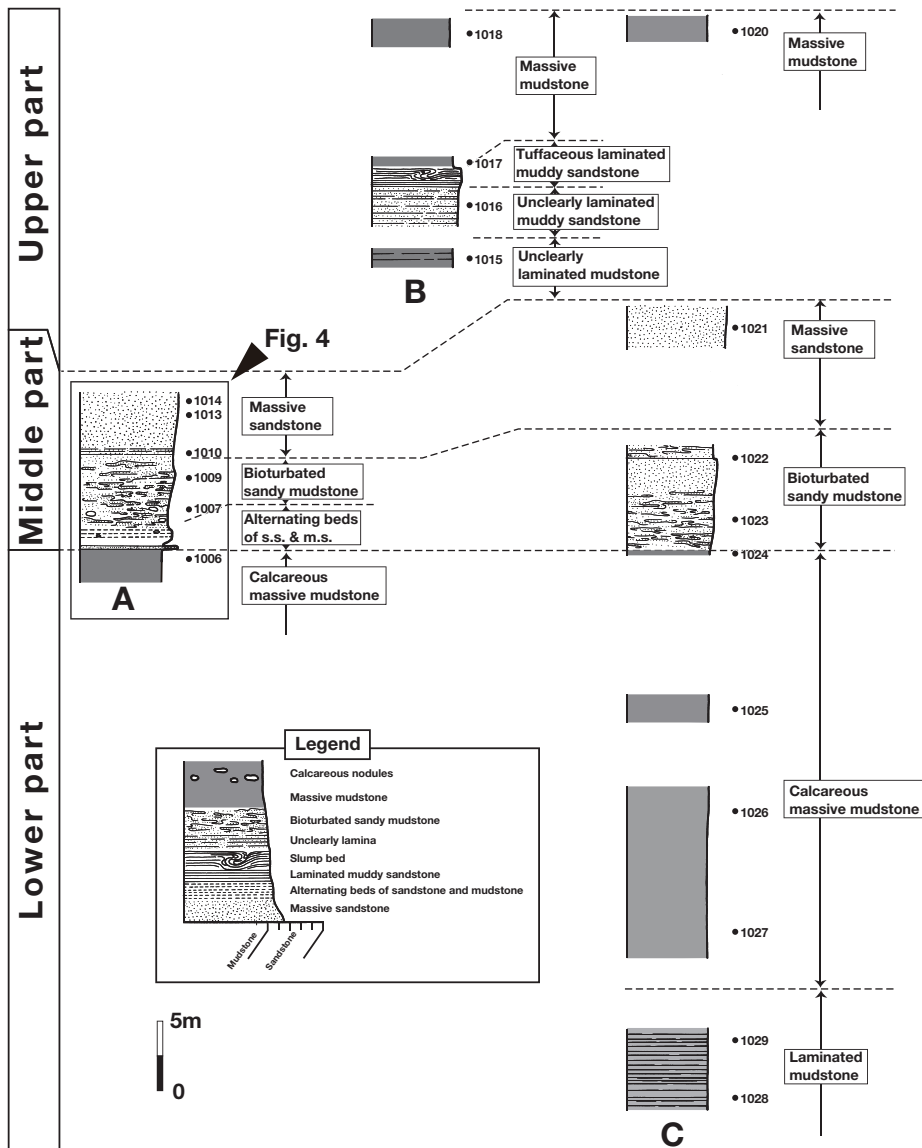 Upper part
Middle part
Lower part
1018
1020
Massive
mudstone
Massive
mudstone
1017
Tuffaceous laminated
muddy sandstone
1016
Unclearly laminated
muddy sandstone
1015
Unclearly
laminated mudstone
B
Fig. 4
1021
Massive
sandstone
1014
1013
Massive
sandstone
1010
1009
Bioturbated
sandy mudstone
1007
Alternating beds
of s.s. & m.s.
1006
Calcareous
massive mudstone
A
1022
Bioturbated
sandy mudstone
1023
1024
1025
Calcareous
massive mudstone
1026
1027
1029
Laminated
mudstone
1028
C
Legend
Calcareous nodules
Massive mudstone
Bioturbated sandy mudstone
Unclearly lamina
Slump bed
Laminated muddy sandstone
Alternating beds of sandstone and mudstone
Massive sandstone
Mudstone
Sandstone
5m
0